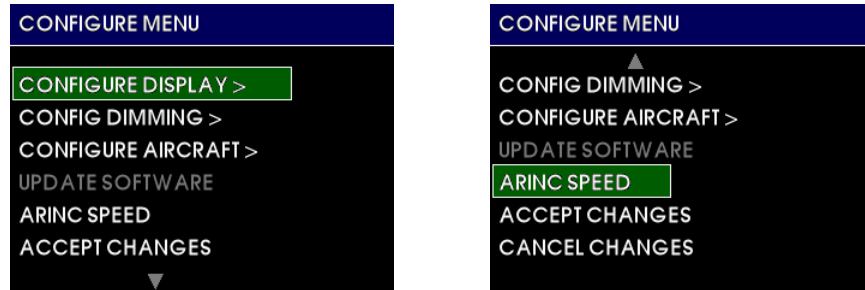 CONFIGURE MENU
CONFIGURE DISPLAY >
CONFIG DIMMING >
CONFIGURE AIRCRAFT >
UPDATE SOFTWARE
ARINC SPEED
ACCEPT CHANGES
CONFIGURE MENU
CONFIG DIMMING >
CONFIGURE AIRCRAFT >
UPDATE SOFTWARE
ARINC SPEED
ACCEPT CHANGES
CANCEL CHANGES